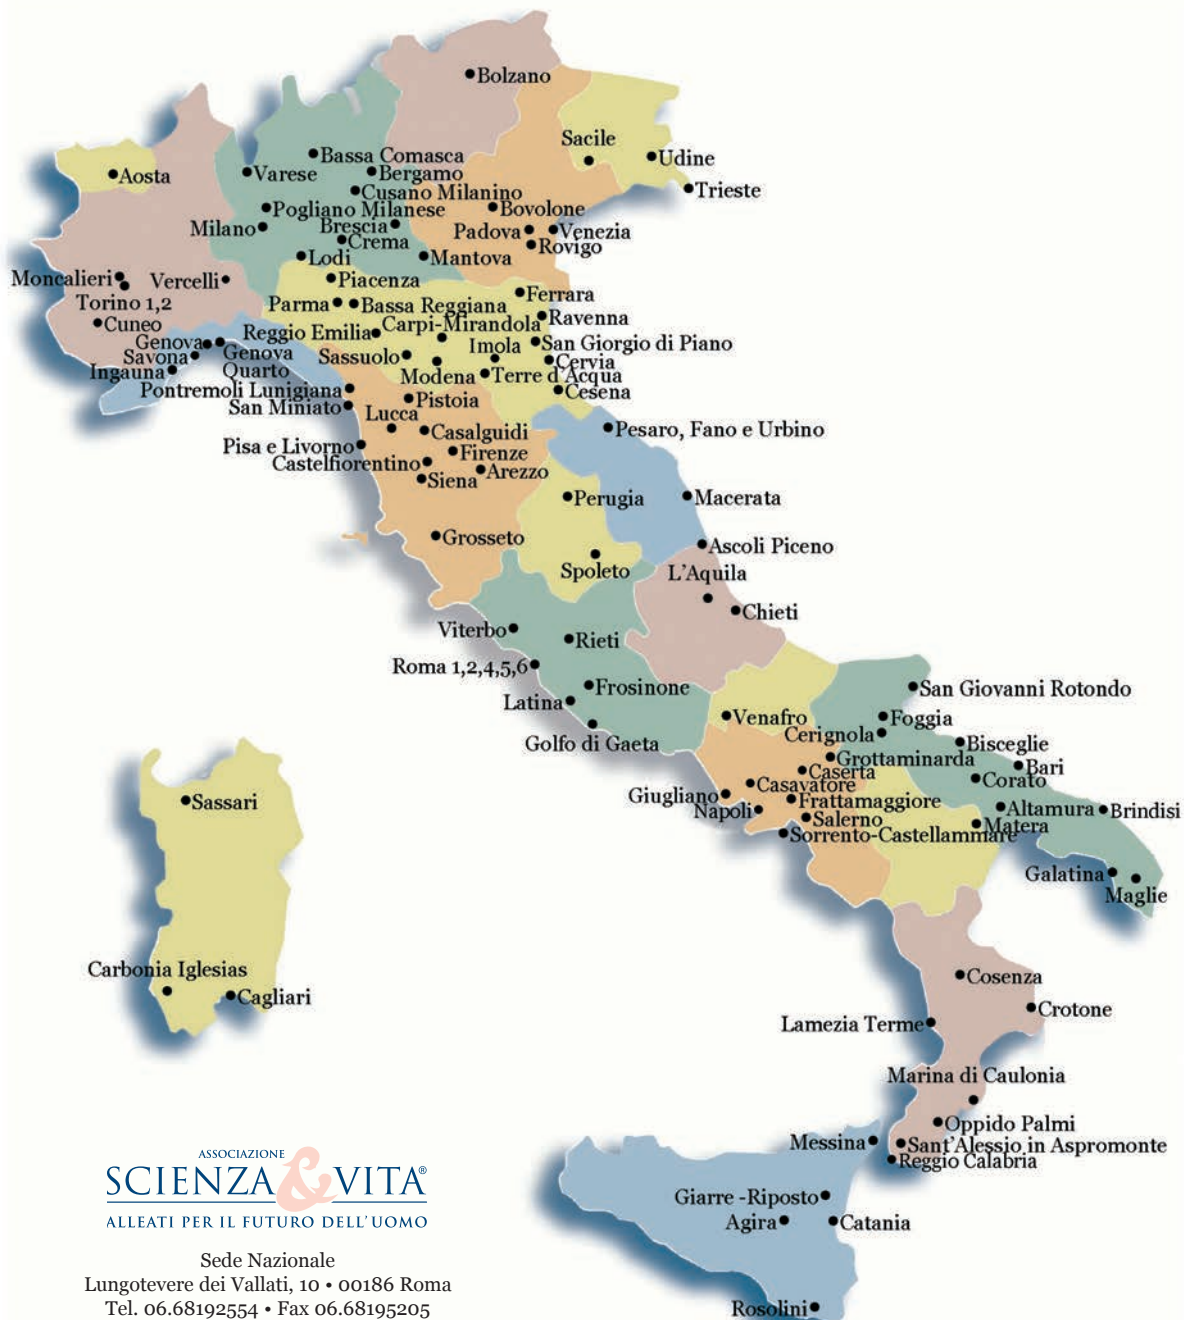 Bolzano
Sacile
Udine
Trieste
Aosta
Varese
Bassa Comasca
Bergamo
Cusano Milanino
Pogliano Milanese
Bovolone
Milano
Brescia
Padova
Venezia
Crema
Rovigo
Lodi
Mantova
Moncalieri
Vercelli
Piacenza
Torino 1,2
Parma
Bassa Reggiana
Ferrara
Cuneo
Reggio Emilia
Carpi-Mirandola
Ravenna
Genova
Imola
San Giorgio di Piano
Savona
Genova
Quarto
Sassuolo
Cervia
Ingauna
Modena
Terre d'Acqua
Pontremoli Lunigiana
Cesena
San Miniato
Pistoia
Lucca
Casalguidi
Pesaro, Fano e Urbino
Pisa e Livorno
Firenze
Castelfiorentino
Arezzo
Siena
Perugia
Macerata
Grosseto
Ascoli Piceno
Spoleto
L'Aquila
Chieti
Viterbo
Rieti
Roma 1,2,4,5,6
Frosinone
San Giovanni Rotondo
Latina
Venafro
Foggia
Golfo di Gaeta
Cerignola
Bisceglie
Grottaminarda
Bari
Caserta
Corato
Casavatore
Giugliano
Frattamaggiore
Napoli
Altamura
Brindisi
Salerno
Matera
Sorrento-Castellammare
Galatina
Maglie
Sassari
Carbonia Iglesias
Cagliari
Cosenza
Crotone
Lamezia Terme
Marina di Caulonia
Oppido Palmi
Messina
Sant'Alessio in Aspromonte
Reggio Calabria
Giarre -Riposto
Agira
Catania
Rosolini
ASSOCIAZIONE
SCIENZA & VITA®
ALLEATI PER IL FUTURO DELL'UOMO
Sede Nazionale
Lungotevere dei Vallati, 10 • 00186 Roma
Tel. 06.68192554 • Fax 06.68195205